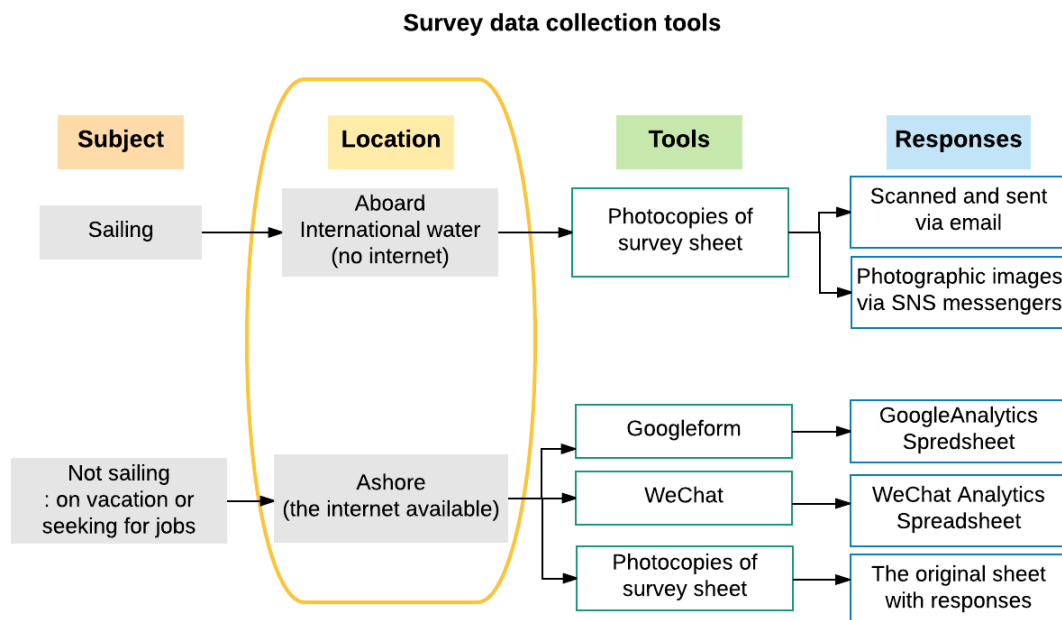 Survey data collection tools
Subject
Location
Tools
Responses
Sailing
Aboard
International water
(no internet)
Photocopies of
survey sheet
Scanned and sent
via email
Photographic images
via SNS messengers
Not sailing
: on vacation or
seeking for jobs
Ashore
(the internet available)
Googleform
GoogleAnalytics
Spredsheet
WeChat
WeChat Analytics
Spreadsheet
Photocopies of
survey sheet
The original sheet
with responses